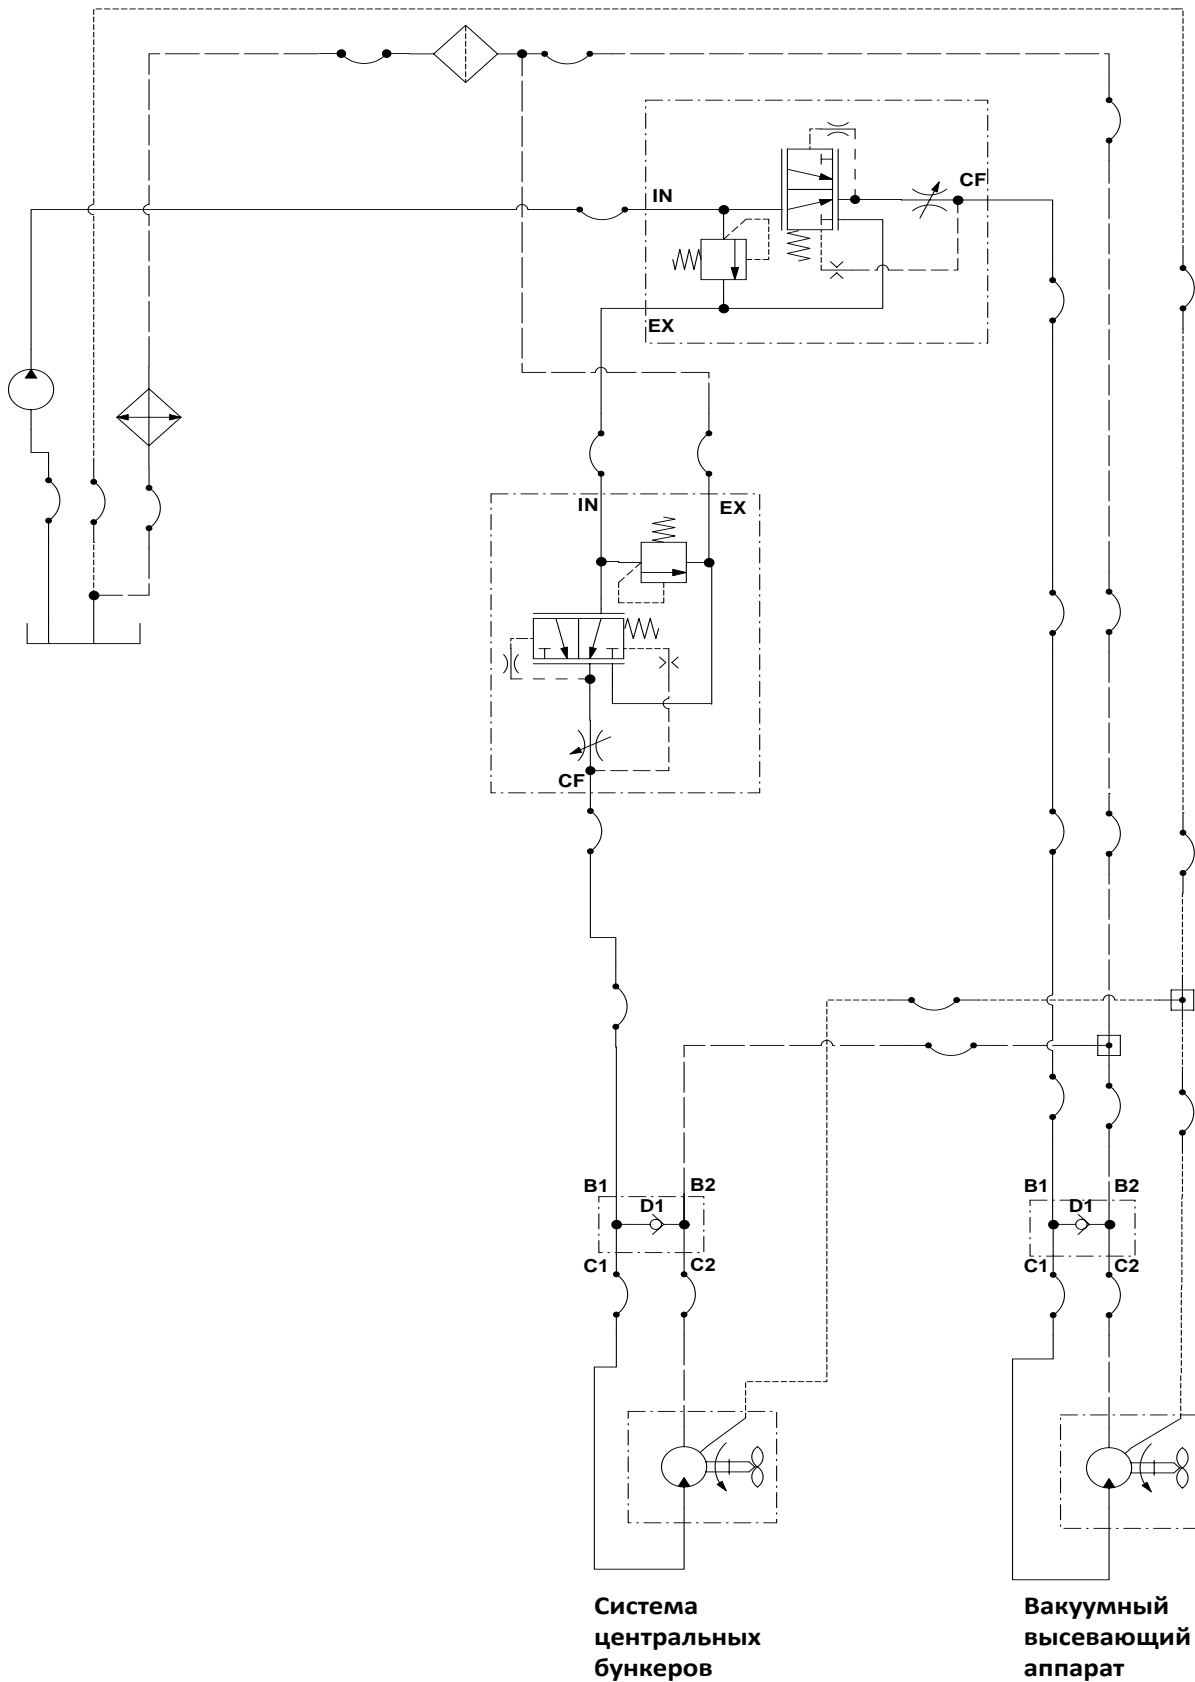 IN
CF
EX
IN
EX
CF
B1
B2
D1
C1
C2
B1
B2
D1
C1
C2
Система
центральных
бункеров
Вакуумный
высевающий
аппарат